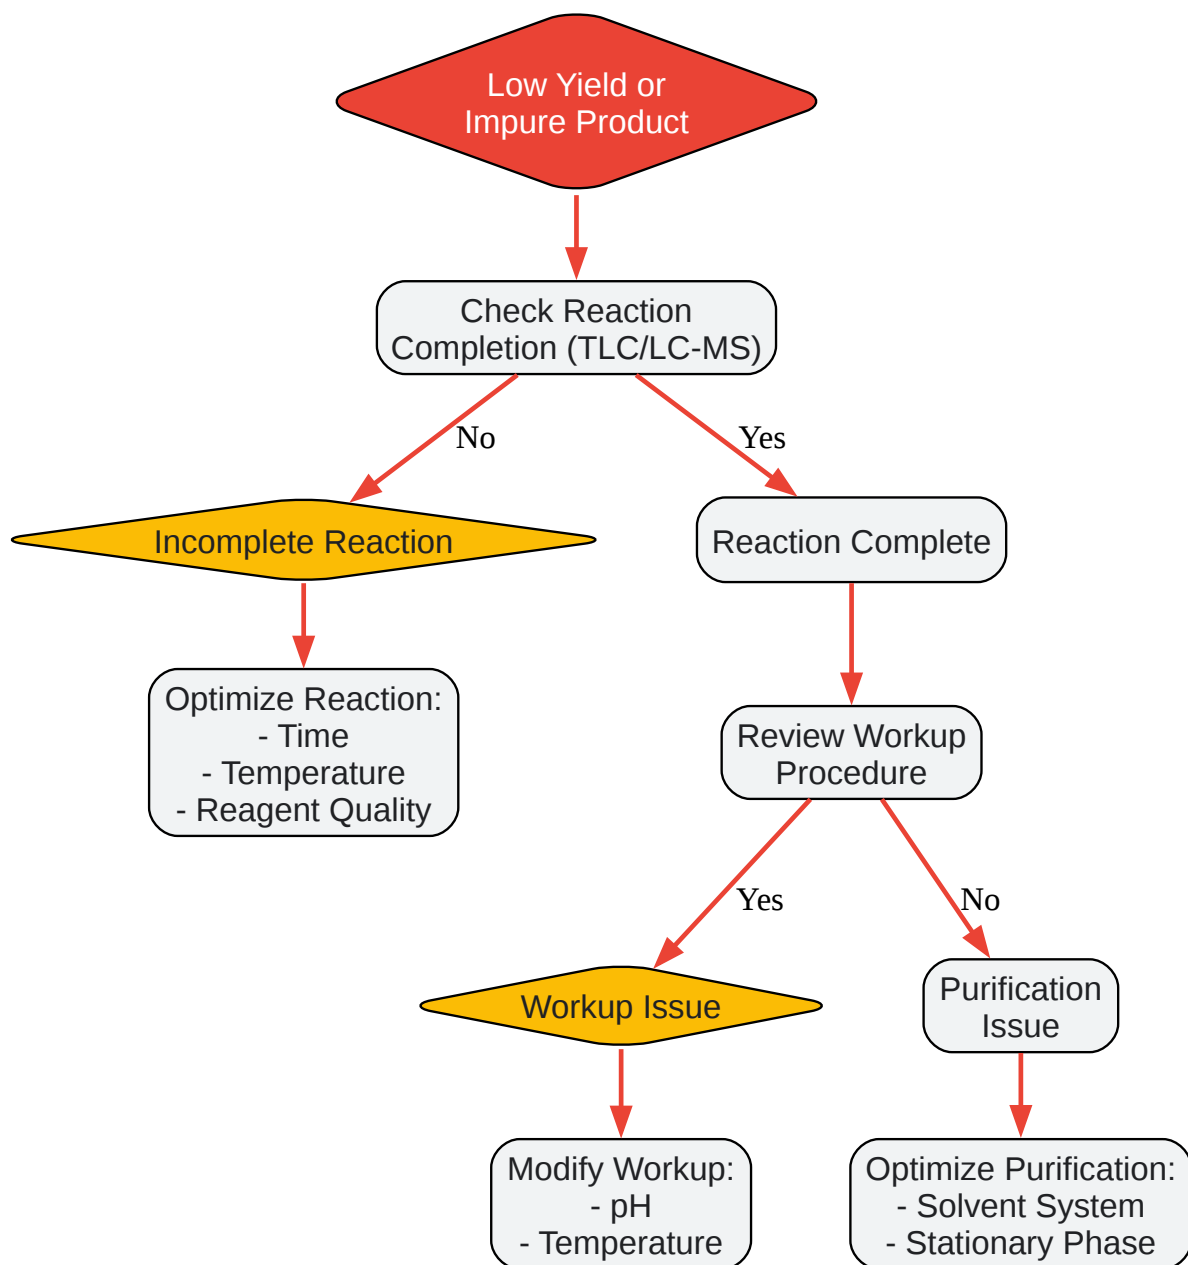 Low Yield or
Impure Product
Check Reaction
Completion (TLC/LC-MS)
No
Yes
Incomplete Reaction
Reaction Complete
Optimize Reaction:
- Time
- Temperature
- Reagent Quality
Review Workup
Procedure
Yes
No
Workup Issue
Purification
Issue
Modify Workup:
- pH
- Temperature
Optimize Purification:
- Solvent System
- Stationary Phase